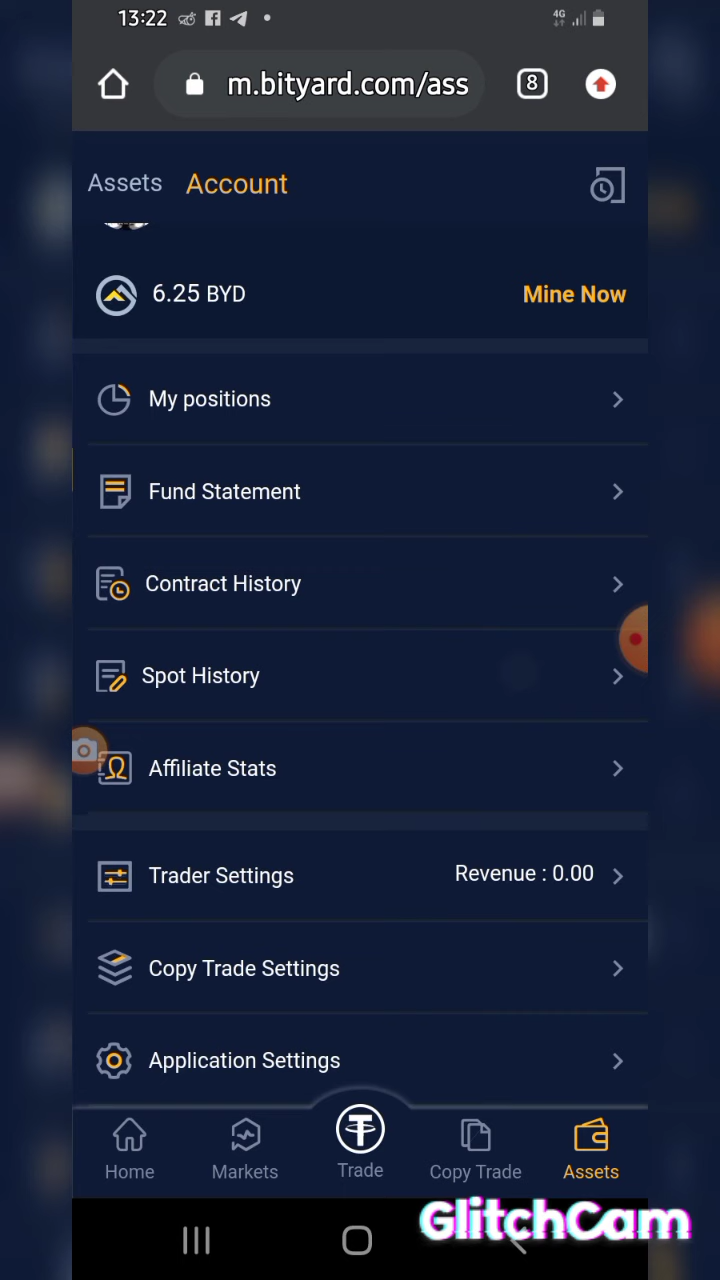 13:22
4G
m.bityard.com/ass
8
Assets Account
6.25 BYD
Mine Now
My positions
Fund Statement
Contract History
Spot History
Affiliate Stats
Trader Settings
Revenue : 0.00
Copy Trade Settings
Application Settings
Home
Markets
Trade
Copy Trade
Assets
GlitchCam